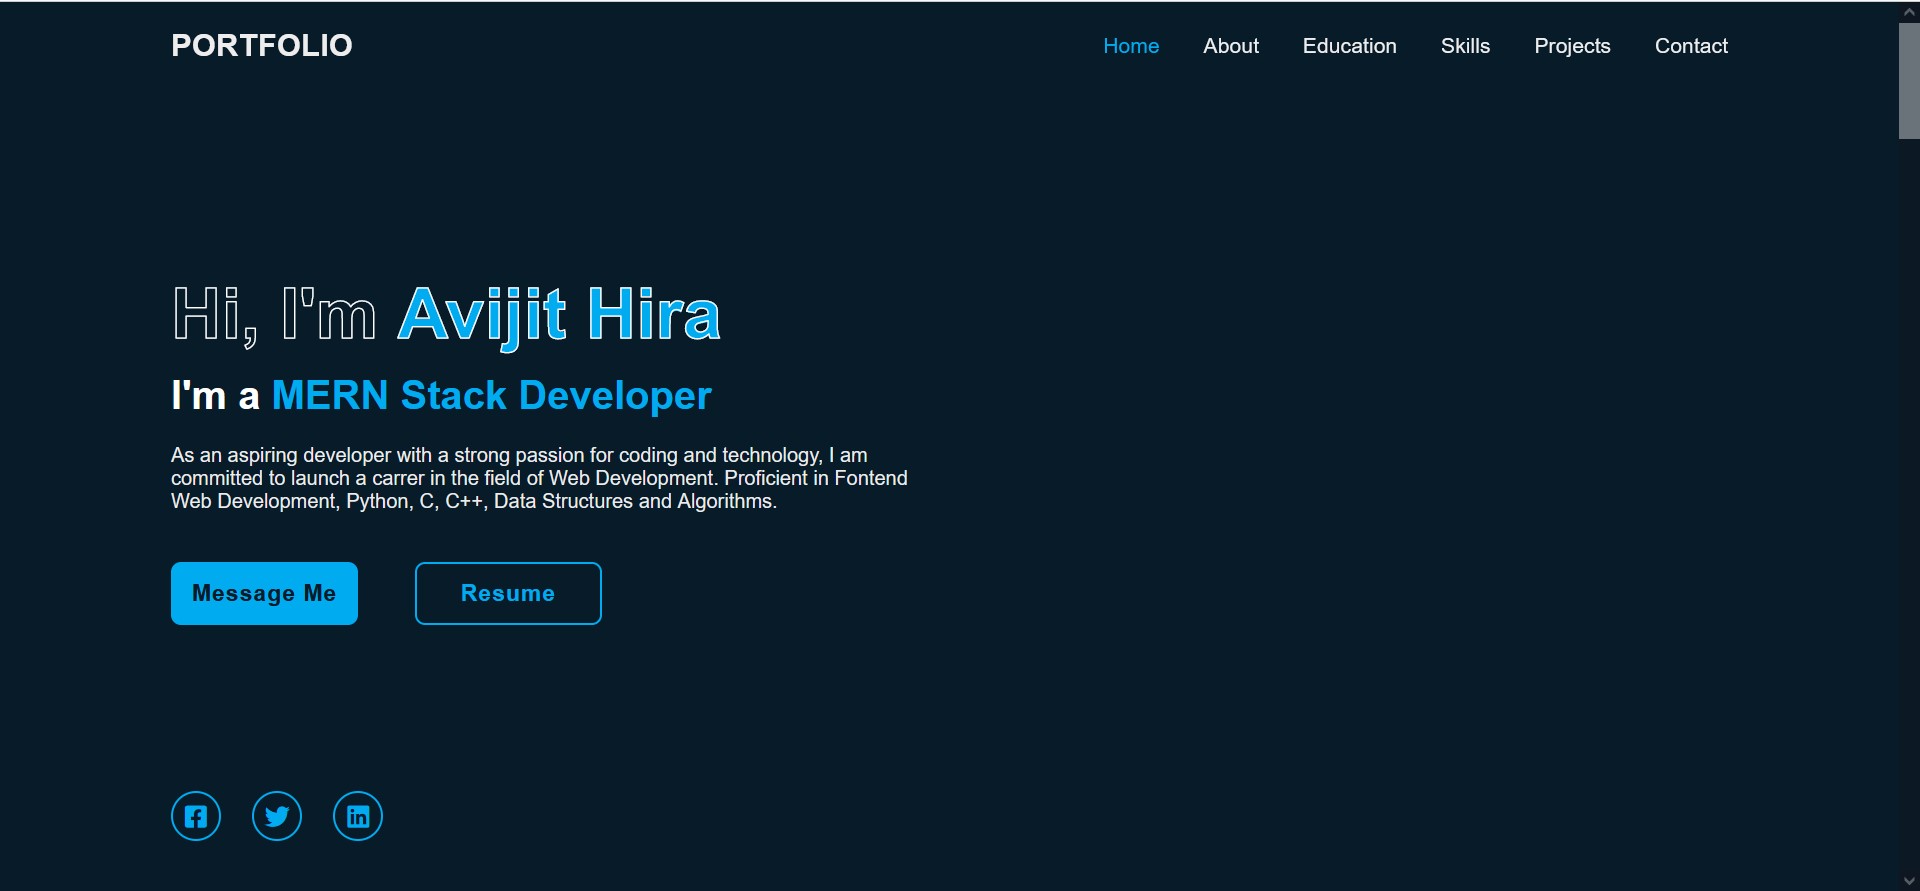 PORTFOLIO
Home About Education Skills Projects Contact
Hi, I'm Avijit Hira
I'm a MERN Stack Developer
As an aspiring developer with a strong passion for coding and technology, I am
committed to launch a carrer in the field of Web Development. Proficient in Fontend
Web Development, Python, C, C++, Data Structures and Algorithms.
Message Me Resume